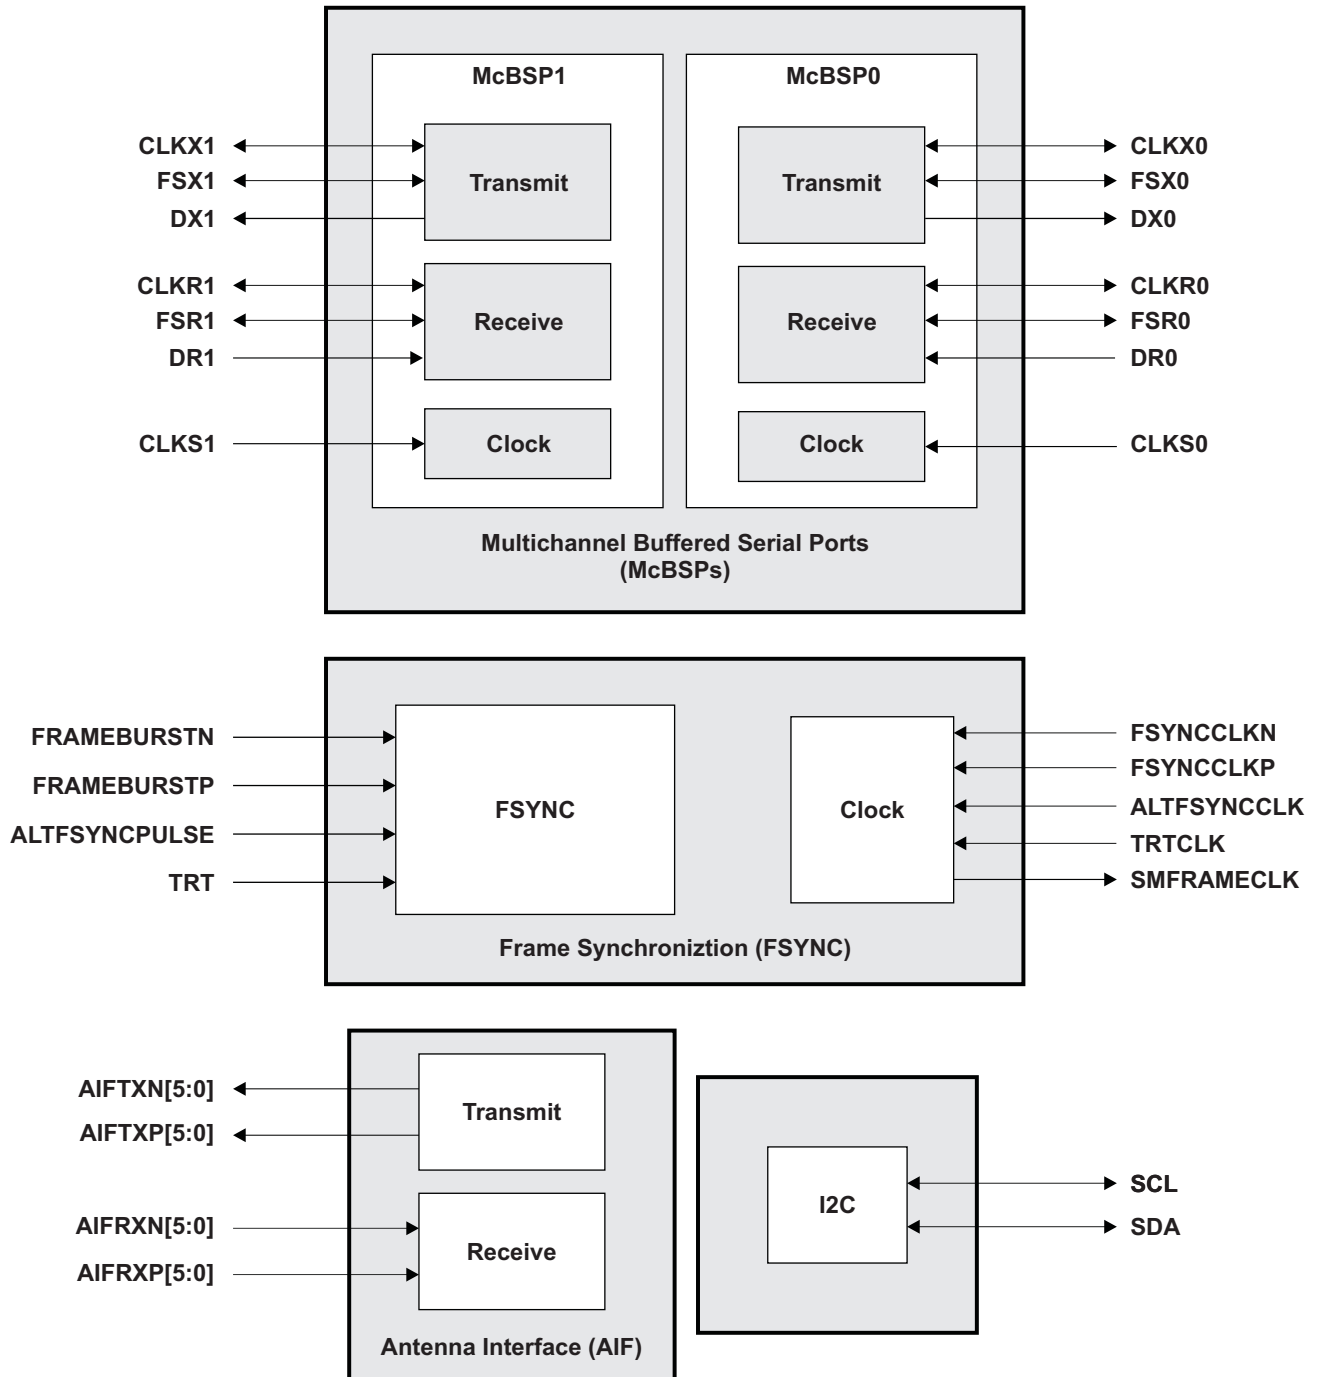 McBSP1
McBSP0
CLKX1
FSX1
DX1
Transmit
Transmit
CLKX0
FSX0
DX0
CLKR1
FSR1
DR1
Receive
Receive
CLKR0
FSR0
DR0
CLKS1
Clock
Clock
CLKS0
Multichannel Buffered Serial Ports
(McBSPs)
FRAMEBURSTN
FRAMEBURSTP
ALTFSYNCPULSE
TRT
FSYNC
Clock
FSYNCCLKN
FSYNCCLKP
ALTFSYNCCLK
TRTCLK
SMFRAMECLK
Frame Synchroniztion (FSYNC)
AIFTXN[5:0]
AIFTXP[5:0]
Transmit
AIFRXN[5:0]
AIFRXP[5:0]
Receive
Antenna Interface (AIF)
I2C
SCL
SDA